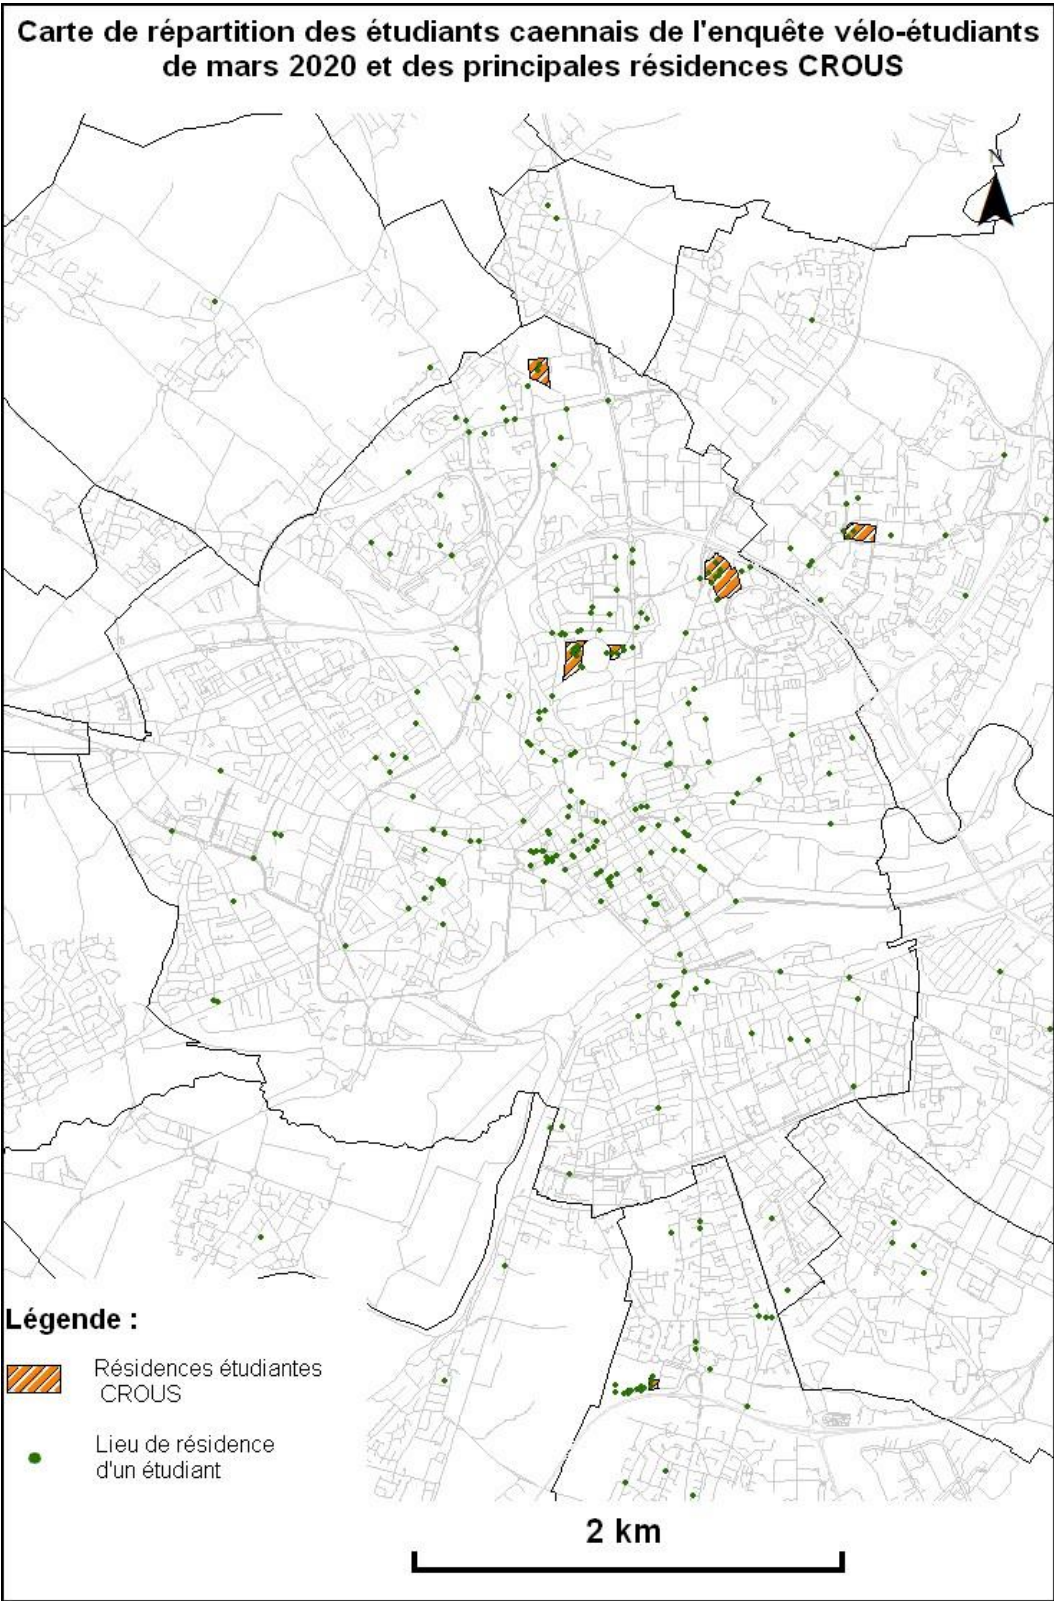 Carte de répartition des étudiants caennais de l'enquête vélo-étudiants
de mars 2020 et des principales résidences CROUS
N
Légende :
Résidences étudiantes
CROUS
Lieu de résidence
d'un étudiant
2 km